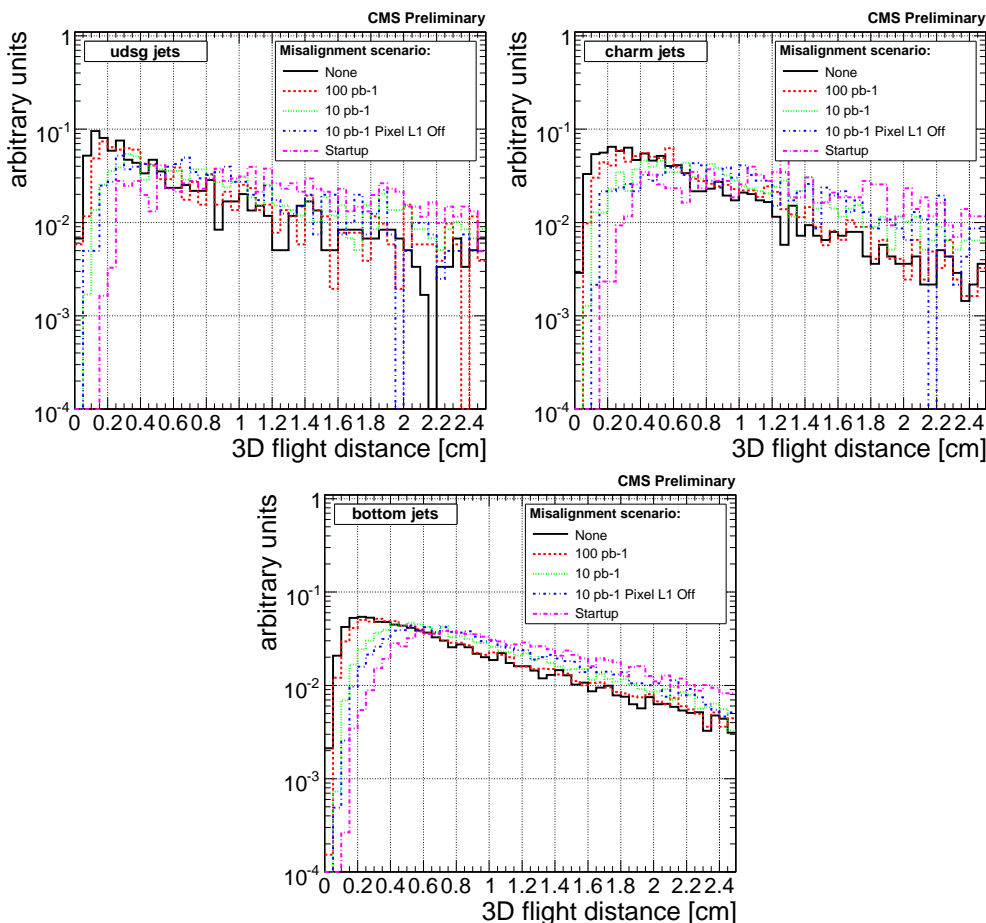 CMS Preliminary
udsg jets
Misalignment scenario:
None
100 pb-1
10 pb-1
10 pb-1 Pixel L1 Off
Startup
arbitrary units
1
10-1
10-2
10-3
10-4
0 0.2 0.4 0.6 0.8 1 1.2 1.4 1.6 1.8 2 2.2 2.4
3D flight distance [cm]
CMS Preliminary
charm jets
Misalignment scenario:
None
100 pb-1
10 pb-1
10 pb-1 Pixel L1 Off
Startup
arbitrary units
1
10-1
10-2
10-3
10-4
0 0.2 0.4 0.6 0.8 1 1.2 1.4 1.6 1.8 2 2.2 2.4
3D flight distance [cm]
CMS Preliminary
bottom jets
Misalignment scenario:
None
100 pb-1
10 pb-1
10 pb-1 Pixel L1 Off
Startup
arbitrary units
1
10-1
10-2
10-3
10-4
0 0.2 0.4 0.6 0.8 1 1.2 1.4 1.6 1.8 2 2.2 2.4
3D flight distance [cm]